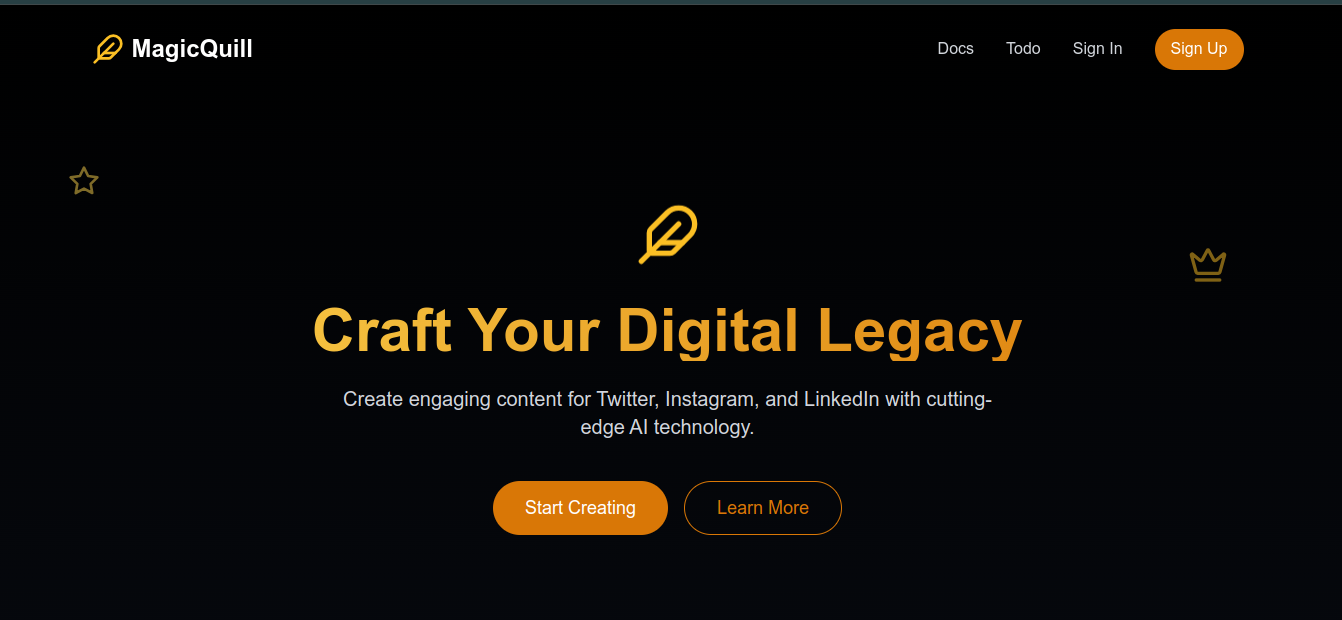 MagicQuill
Docs
Todo
Sign In
Sign Up
Craft Your Digital Legacy
Create engaging content for Twitter, Instagram, and LinkedIn with cutting-
edge AI technology.
Start Creating
Learn More